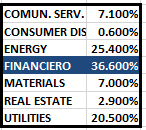 COMUN. SERV. 7.100%
CONSUMER DIS 0.600%
ENERGY 25.400%
FINANCIERO 36.600%
MATERIALS 7.000%
REAL ESTATE 2.900%
UTILITIES 20.500%